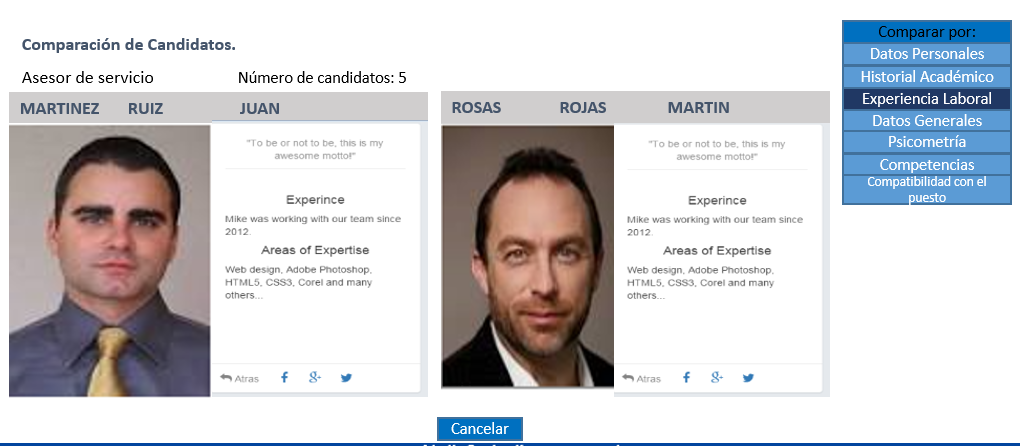 Comparación de Candidatos.
Asesor de servicio Número de candidatos: 5
MARTINEZ RUIZ JUAN
"To be or not to be, this is my
awesome motto!"
Experince
Mike was working with our team since
2012.
Areas of Expertise
Web design, Adobe Photoshop,
HTML5, CSS3, Corel and many
others...
Atras
ROSAS ROJAS MARTIN
"To be or not to be, this is my
awesome motto!"
Experince
Mike was working with our team since
2012.
Areas of Expertise
Web design, Adobe Photoshop,
HTML5, CSS3, Corel and many
others...
Atras
Comparar por:
Datos Personales
Historial Académico
Experiencia Laboral
Datos Generales
Psicometría
Competencias
Compatibilidad con el
puesto
Cancelar